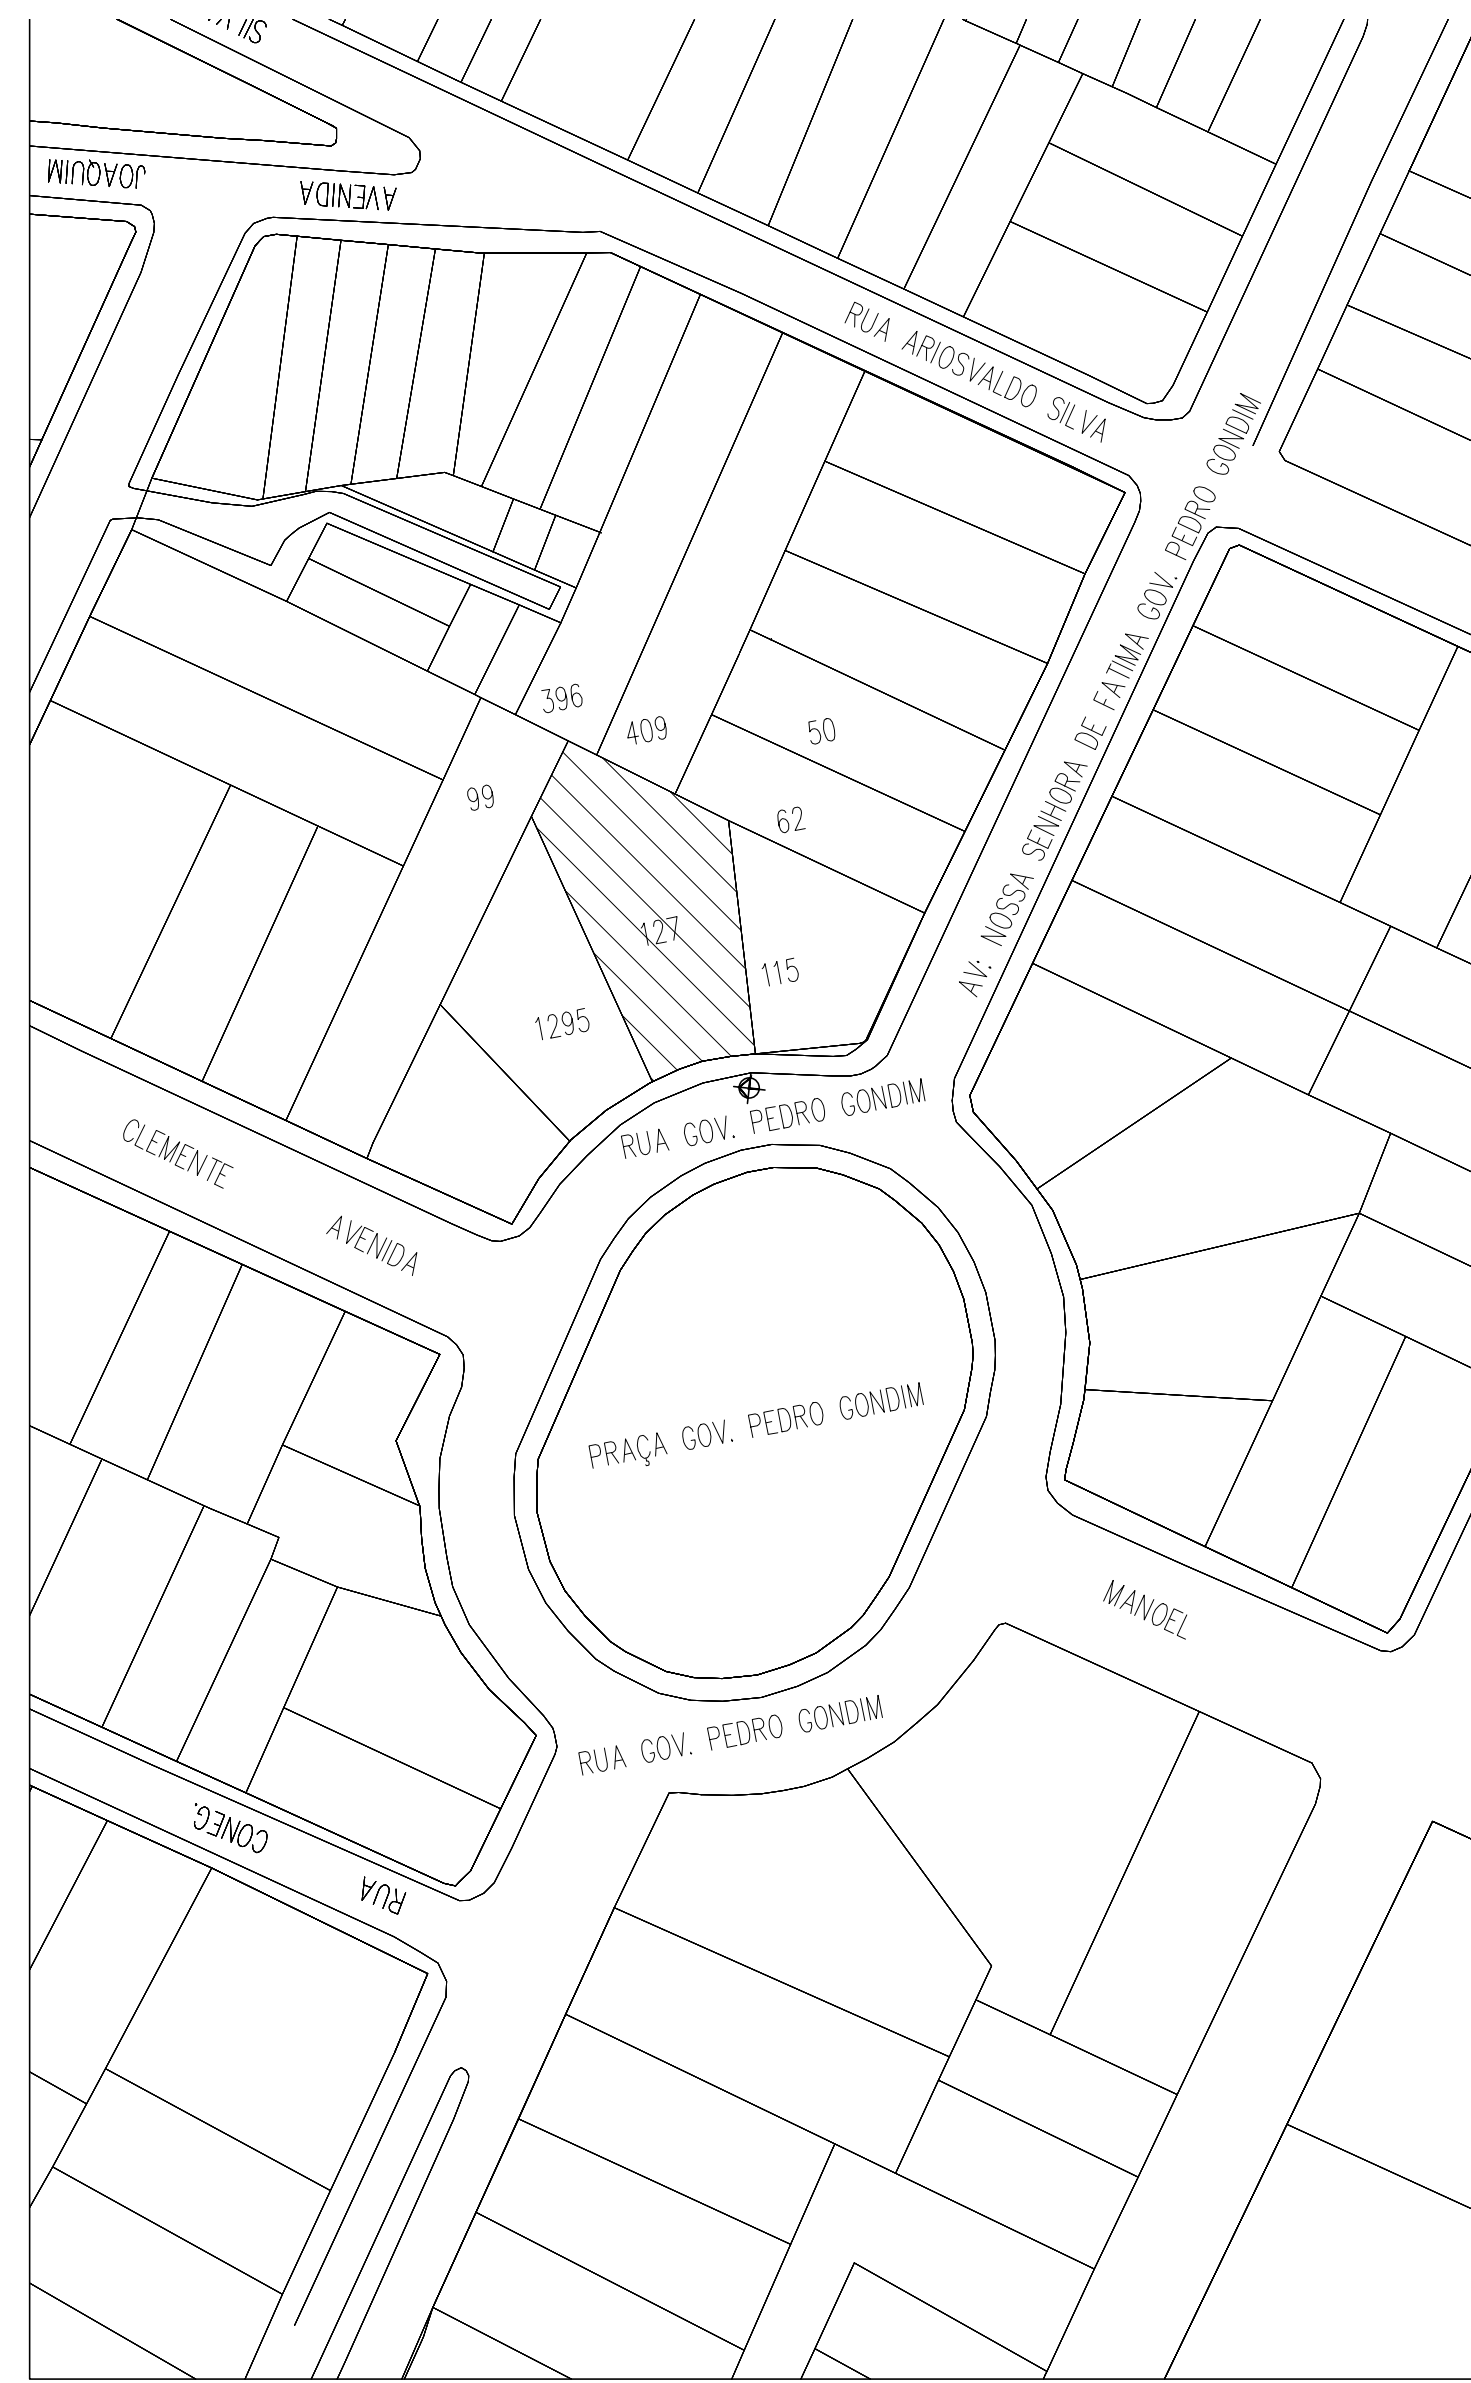 JOAQUIM
AVENIDA
RUA ARIOSVALDO SILVA
AV: NOSSA SENHORA DE FATIMA GOV. PEDRO GONDIM
396
409
50
99
62
127
115
1295
RUA GOV. PEDRO GONDIM
CLEMENTE
AVENIDA
PRAÇA GOV. PEDRO GONDIM
MANOEL
RUA GOV. PEDRO GONDIM
CONEG.
RUA